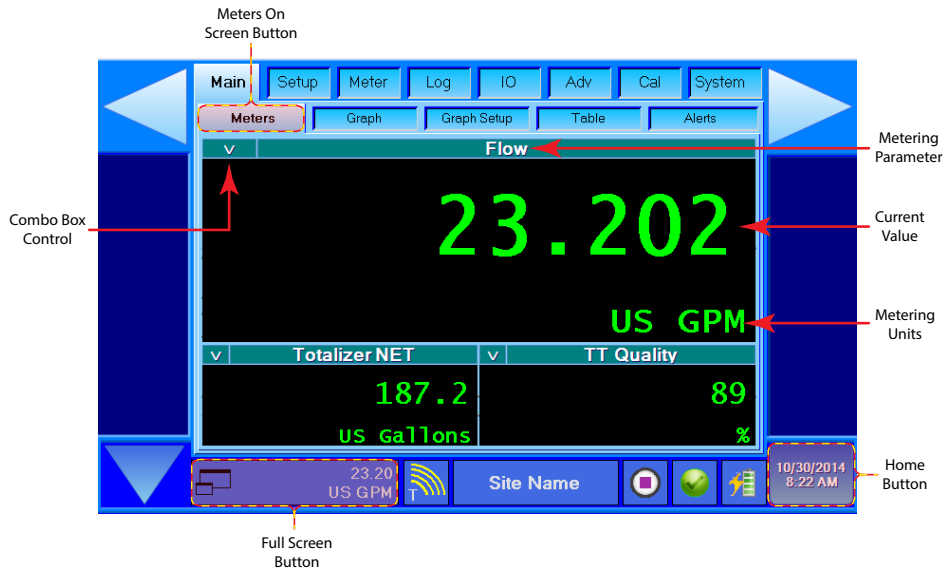 Meters On
Screen Button
Main
Setup
Meter
Log
IO
Adv
Cal
System
Meters
Graph
Graph Setup
Table
Alerts
v
Flow
Metering
Parameter
23.202
Combo Box
Control
Current
Value
US GPM
Metering
Units
v
Totalizer NET
v
TT Quality
187.2
89
US Gallons
%
23.20
US GPM
T
Site Name
10/30/2014
8:22 AM
Home
Button
Full Screen
Button